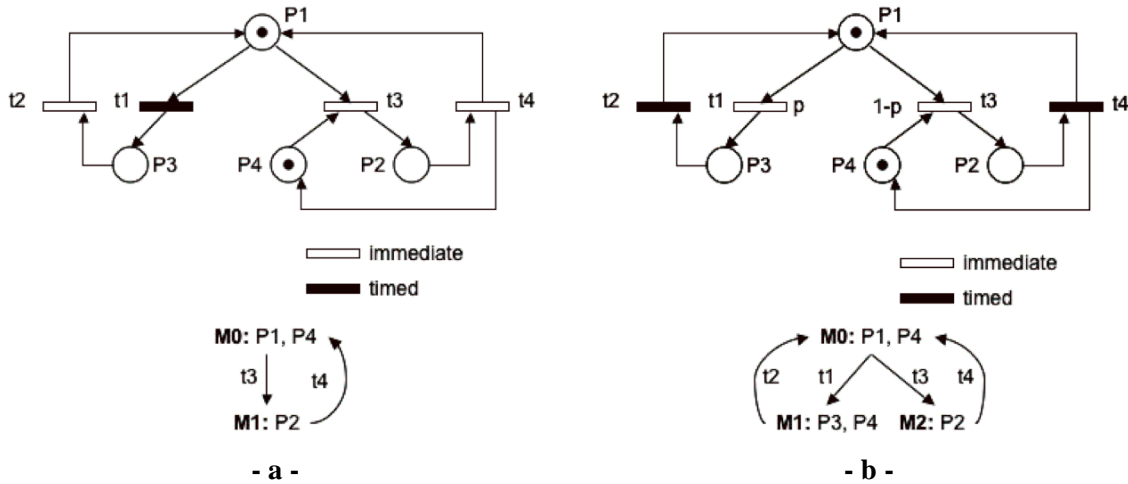 P1
t2
t1
t3
t4
P3
P4
P2
immediate
timed
M0: P1, P4
t3
t4
M1: P2
- a -
P1
t2
t1
p
1-p
t3
t4
P3
P4
P2
immediate
timed
M0: P1, P4
t2
t1
t3
t4
M1: P3, P4
M2: P2
- b -